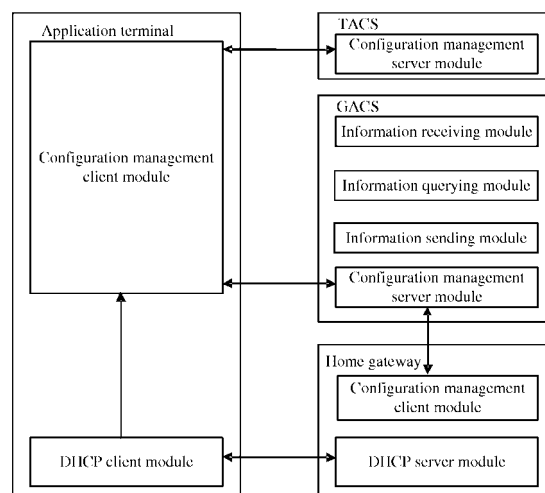 Application terminal
Configuration management
client module
DHCP client module
TACS
Configuration management
server module
GACS
Information receiving module
Information querying module
Information sending module
Configuration management
server module
Home gateway
Configuration management
client module
DHCP server module